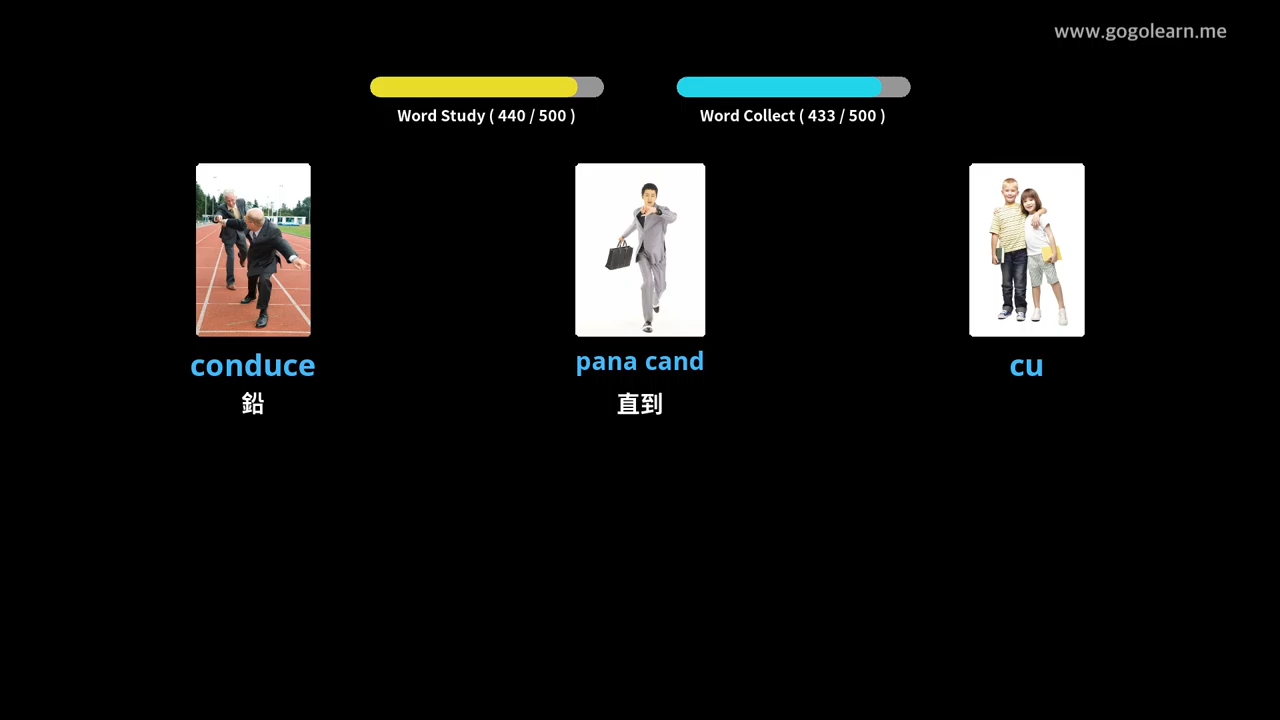 www.gogolearn.me
Word Study ( 440 / 500 )
Word Collect ( 433 / 500 )
conduce
pana cand
cu
鉛
直到